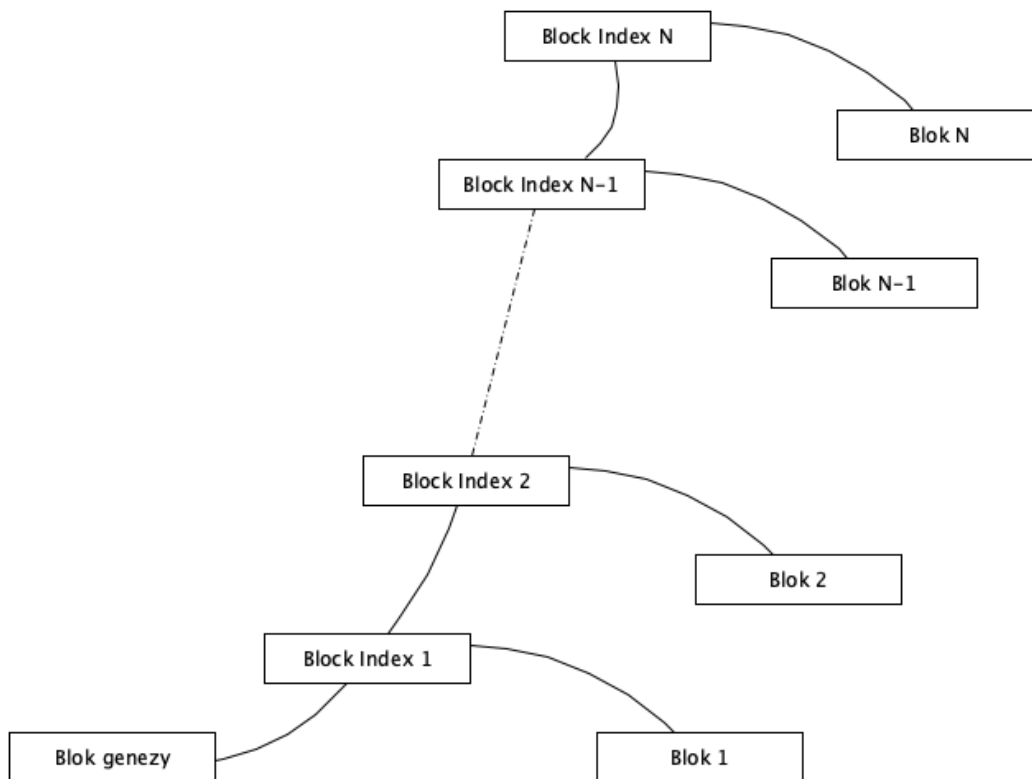 Block Index N
Blok N
Block Index N-1
Blok N-1
Block Index 2
Blok 2
Block Index 1
Blok genezy
Blok 1